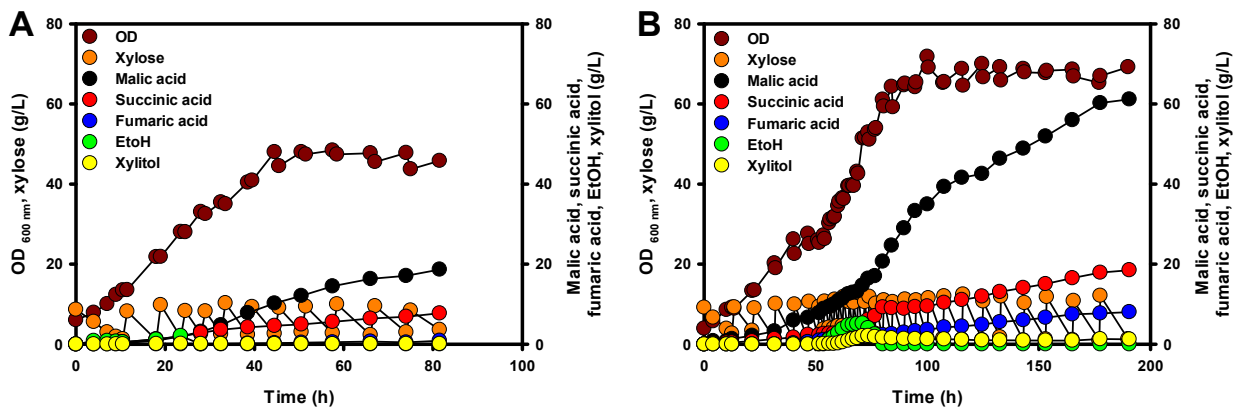 A
80
60
40
20
0
OD 600 nm, xylose (g/L)
OD
Xylose
Malic acid
Succinic acid
Fumaric acid
EtoH
Xylitol
80
60
40
20
0
Malic acid, succinic acid,
fumaric acid, EtOH, xylitol (g/L)
0 20 40 60 80 100
Time (h)
B
80
60
40
20
0
OD 600 nm, xylose (g/L)
OD
Xylose
Malic acid
Succinic acid
Fumaric acid
EtoH
Xylitol
80
60
40
20
0
Malic acid, succinic acid,
fumaric acid, EtOH, xylitol (g/L)
0 50 100 150 200
Time (h)